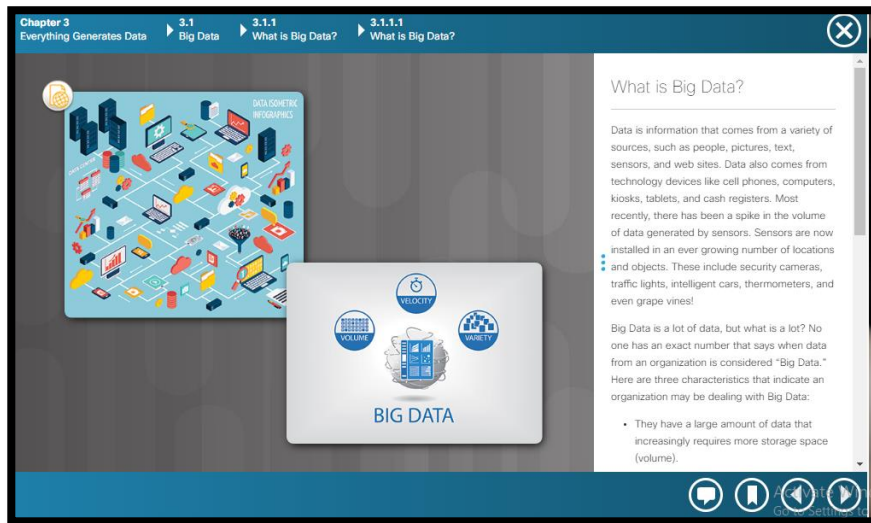 Chapter 3
Everything Generates Data
3.1
Big Data
3.1.1
What is Big Data?
3.1.1.1
What is Big Data?
DATA ISOMETRIC
INFOGRAPHICS
DATA CENTER
VELOCITY
VOLUME
VARIETY
BIG DATA
What is Big Data?
Data is information that comes from a variety of
sources, such as people, pictures, text,
sensors, and web sites. Data also comes from
technology devices like cell phones, computers,
kiosks, tablets, and cash registers. Most
recently, there has been a spike in the volume
of data generated by sensors. Sensors are now
installed in an ever growing number of locations
and objects. These include security cameras,
traffic lights, intelligent cars, thermometers, and
even grape vines!
Big Data is a lot of data, but what is a lot? No
one has an exact number that says when data
from an organization is considered “Big Data.”
Here are three characteristics that indicate an
organization may be dealing with Big Data:
• They have a large amount of data that
increasingly requires more storage space
(volume).
Activate Win
Go to Settings to